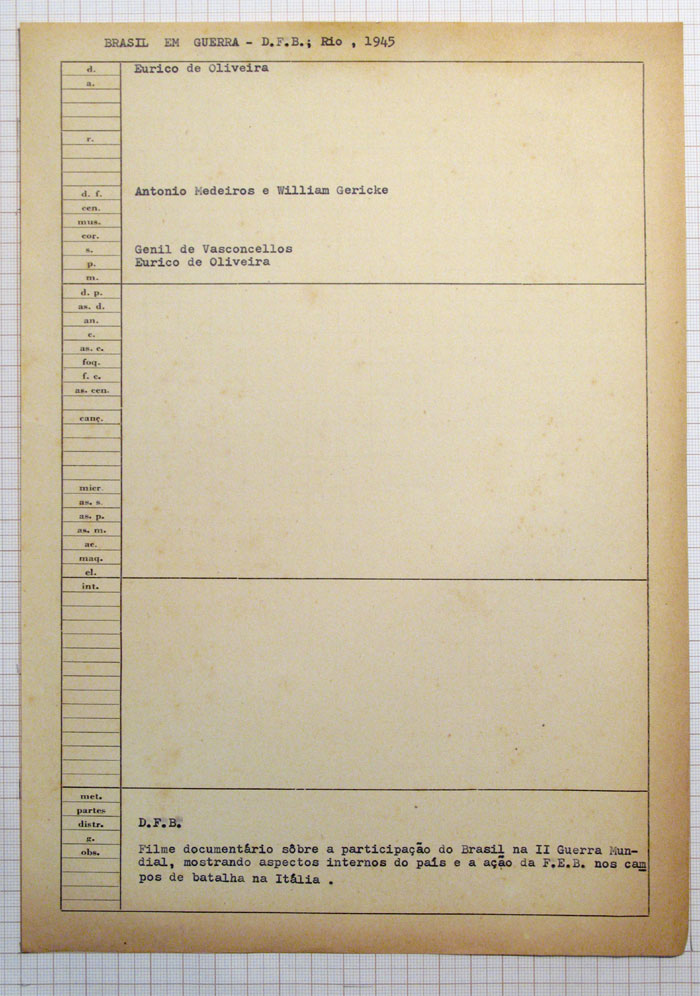 BRASIL EM GUERRA - D.F.B.; Rio , 1945
d. Eurico de Oliveira
a.
r.
d. f. Antonio Medeiros e William Gericke
cen.
mus.
cor.
s. Genil de Vasconcellos
p. Eurico de Oliveira
m.
d. p.
as. d.
an.
c.
as. c.
foq.
f. c.
as. cen.
canç.
micr.
as. s.
as. p.
as. m.
ae.
maq.
el.
int.
met.
partes
distr. D.F.B.
g.
obs. Filme documentário sôbre a participação do Brasil na II Guerra Mun-
dial, mostrando aspectos internos do país e a ação da F.E.B. nos cam
pos de batalha na Itália .